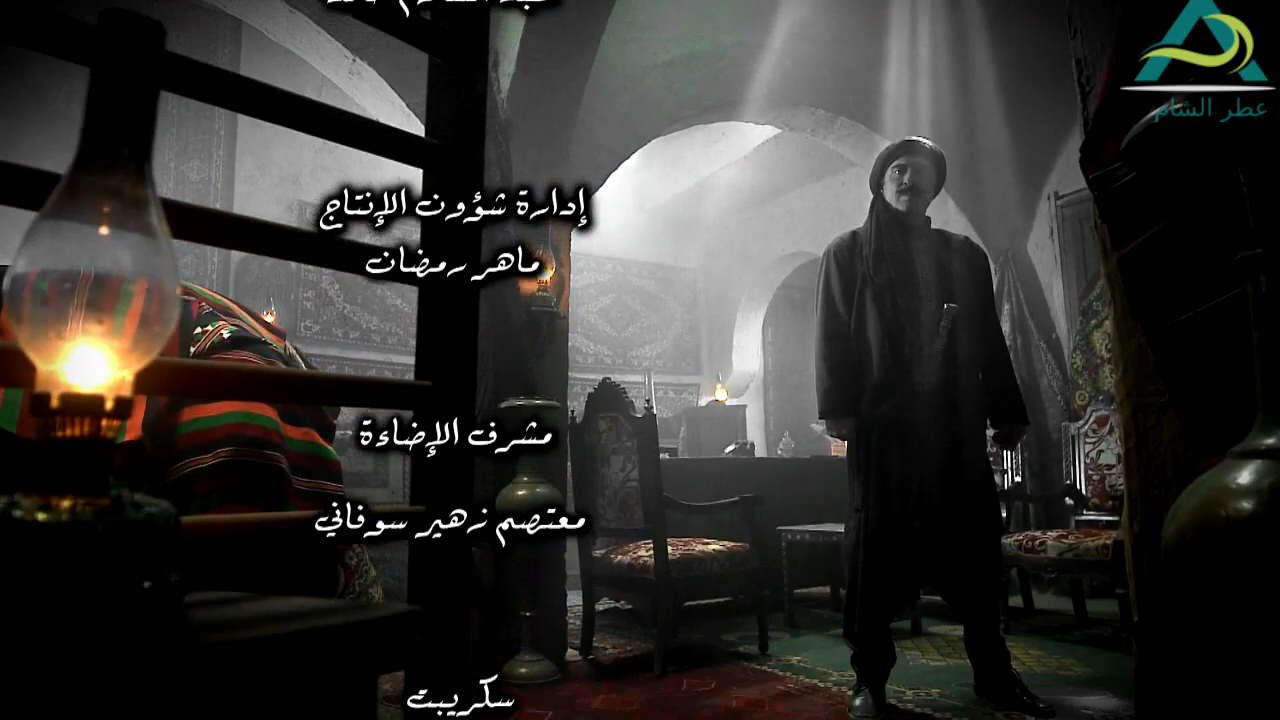 عطر الشام
إدارة شؤون الإنتاج
ماهر رمضان
مشرف الإضاءة
معتصم زهير سوفاني
سكريبت